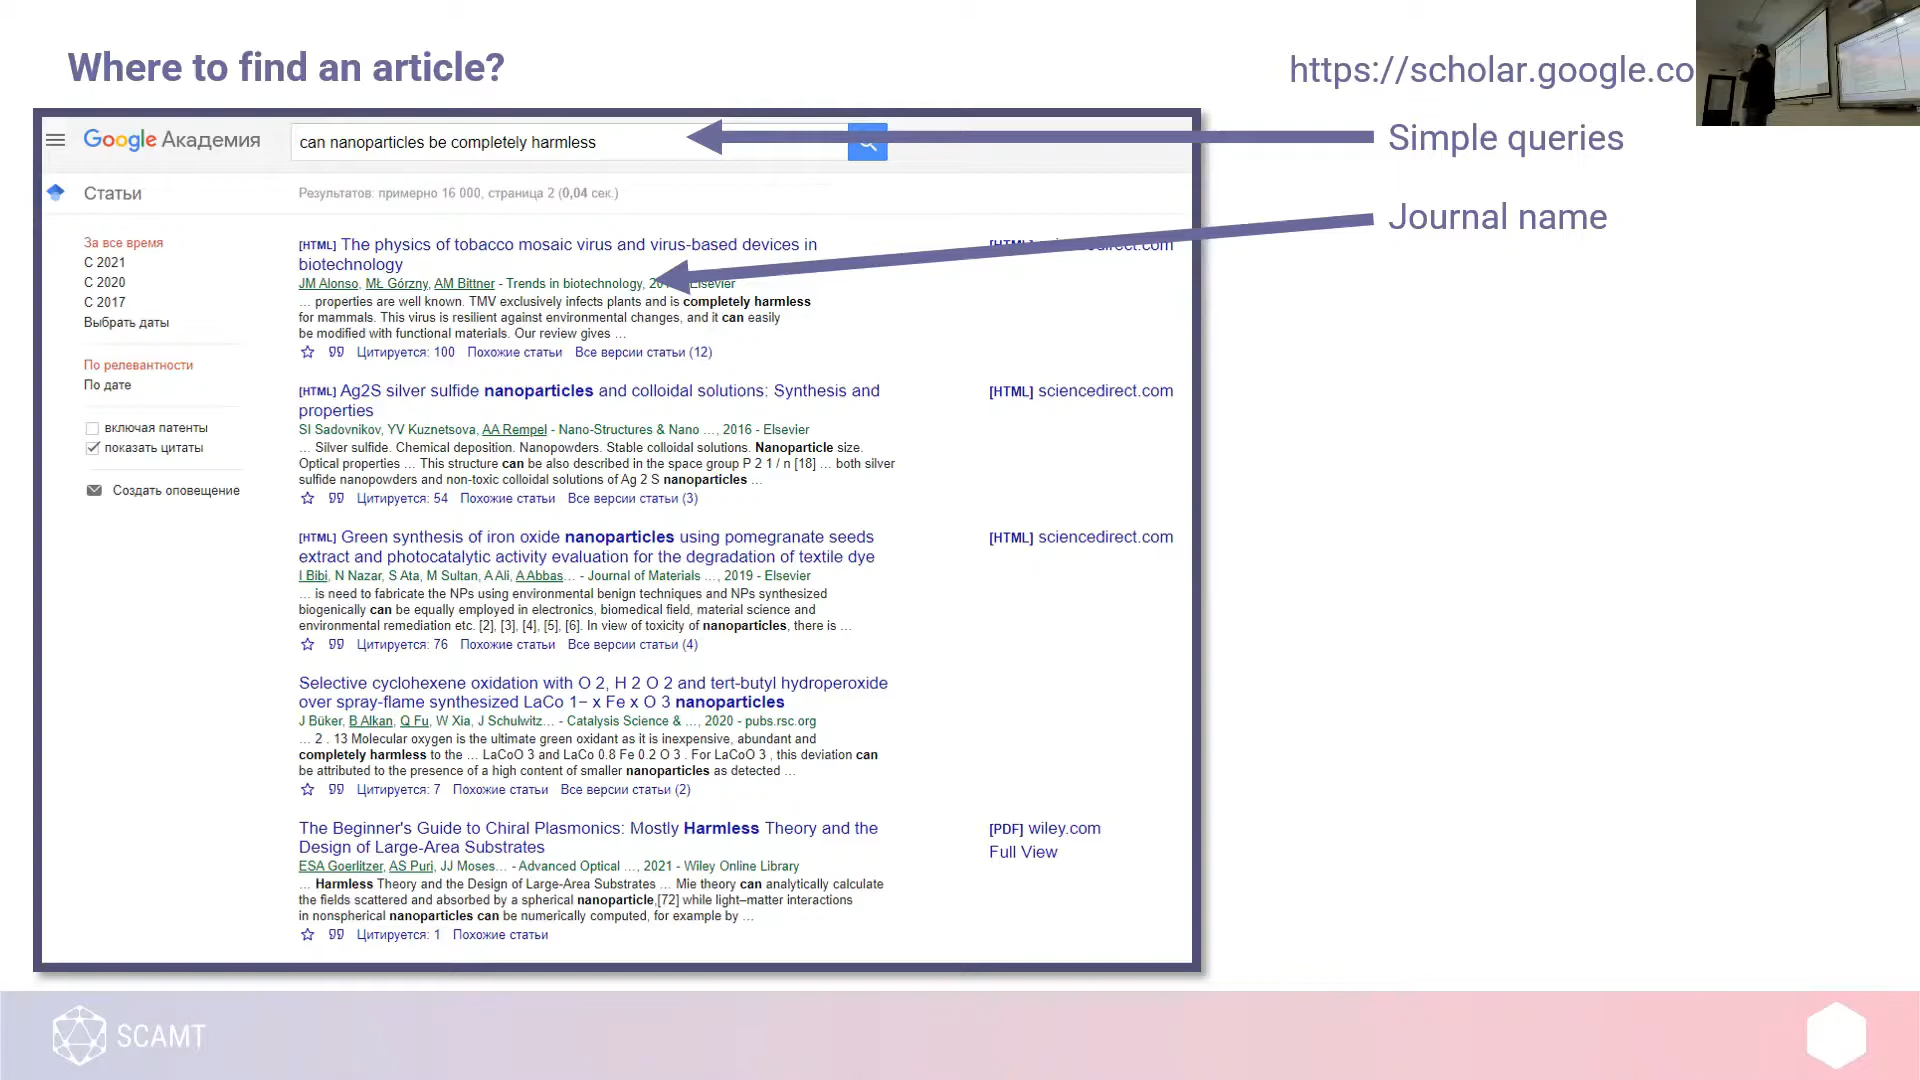 Where to find an article?
https://scholar.google.co
Google Академия
can nanoparticles be completely harmless
Simple queries
Journal name
Статьи
Результатов: примерно 16 000, страница 2 (0,04 сек.)
За все время
С 2021
С 2020
С 2017
Выбрать даты
По релевантности
По дате
включая патенты
показать цитаты
Создать оповещение
[HTML] The physics of tobacco mosaic virus and virus-based devices in
biotechnology
JM Alonso, MŁ Górzny, AM Bittner - Trends in biotechnology, Elsevier
... properties are well known. TMV exclusively infects plants and is completely harmless
for mammals. This virus is resilient against environmental changes, and it can easily
be modified with functional materials. Our review gives ...
Цитируется: 100 Похожие статьи Все версии статьи (12)
[HTML] sciencedirect.com
[HTML] Ag2S silver sulfide nanoparticles and colloidal solutions: Synthesis and
properties
SI Sadovnikov, YV Kuznetsova, AA Rempel - Nano-Structures & Nano ..., 2016 - Elsevier
... Silver sulfide. Chemical deposition. Nanopowders. Stable colloidal solutions. Nanoparticle size.
Optical properties ... This structure can be also described in the space group P 2 1 / n [18] ... both silver
sulfide nanopowders and non-toxic colloidal solutions of Ag 2 S nanoparticles ...
Цитируется: 54 Похожие статьи Все версии статьи (3)
[HTML] sciencedirect.com
[HTML] Green synthesis of iron oxide nanoparticles using pomegranate seeds
extract and photocatalytic activity evaluation for the degradation of textile dye
I Bibi, N Nazar, S Ata, M Sultan, A Ali, A Abbas... - Journal of Materials ..., 2019 - Elsevier
... is need to fabricate the NPs using environmental benign techniques and NPs synthesized
biogenically can be equally employed in electronics, biomedical field, material science and
environmental remediation etc. [2], [3], [4], [5], [6]. In view of toxicity of nanoparticles, there is ...
Цитируется: 76 Похожие статьи Все версии статьи (4)
[HTML] sciencedirect.com
Selective cyclohexene oxidation with O 2, H 2 O 2 and tert-butyl hydroperoxide
over spray-flame synthesized LaCo 1− x Fe x O 3 nanoparticles
J Büker, B Alkan, Q Fu, W Xia, J Schulwitz... - Catalysis Science & ..., 2020 - pubs.rsc.org
... 2 . 13 Molecular oxygen is the ultimate green oxidant as it is inexpensive, abundant and
completely harmless to the ... LaCoO 3 and LaCo 0.8 Fe 0.2 O 3 . For LaCoO 3 , this deviation can
be attributed to the presence of a high content of smaller nanoparticles as detected ...
Цитируется: 7 Похожие статьи Все версии статьи (2)
The Beginner's Guide to Chiral Plasmonics: Mostly Harmless Theory and the
Design of Large-Area Substrates
ESA Goerlitzer, AS Puri, JJ Moses... - Advanced Optical ..., 2021 - Wiley Online Library
... Harmless Theory and the Design of Large-Area Substrates ... Mie theory can analytically calculate
the fields scattered and absorbed by a spherical nanoparticle,[72] while light–matter interactions
in nonspherical nanoparticles can be numerically computed, for example by ...
Цитируется: 1 Похожие статьи
[PDF] wiley.com
Full View
SCAMT